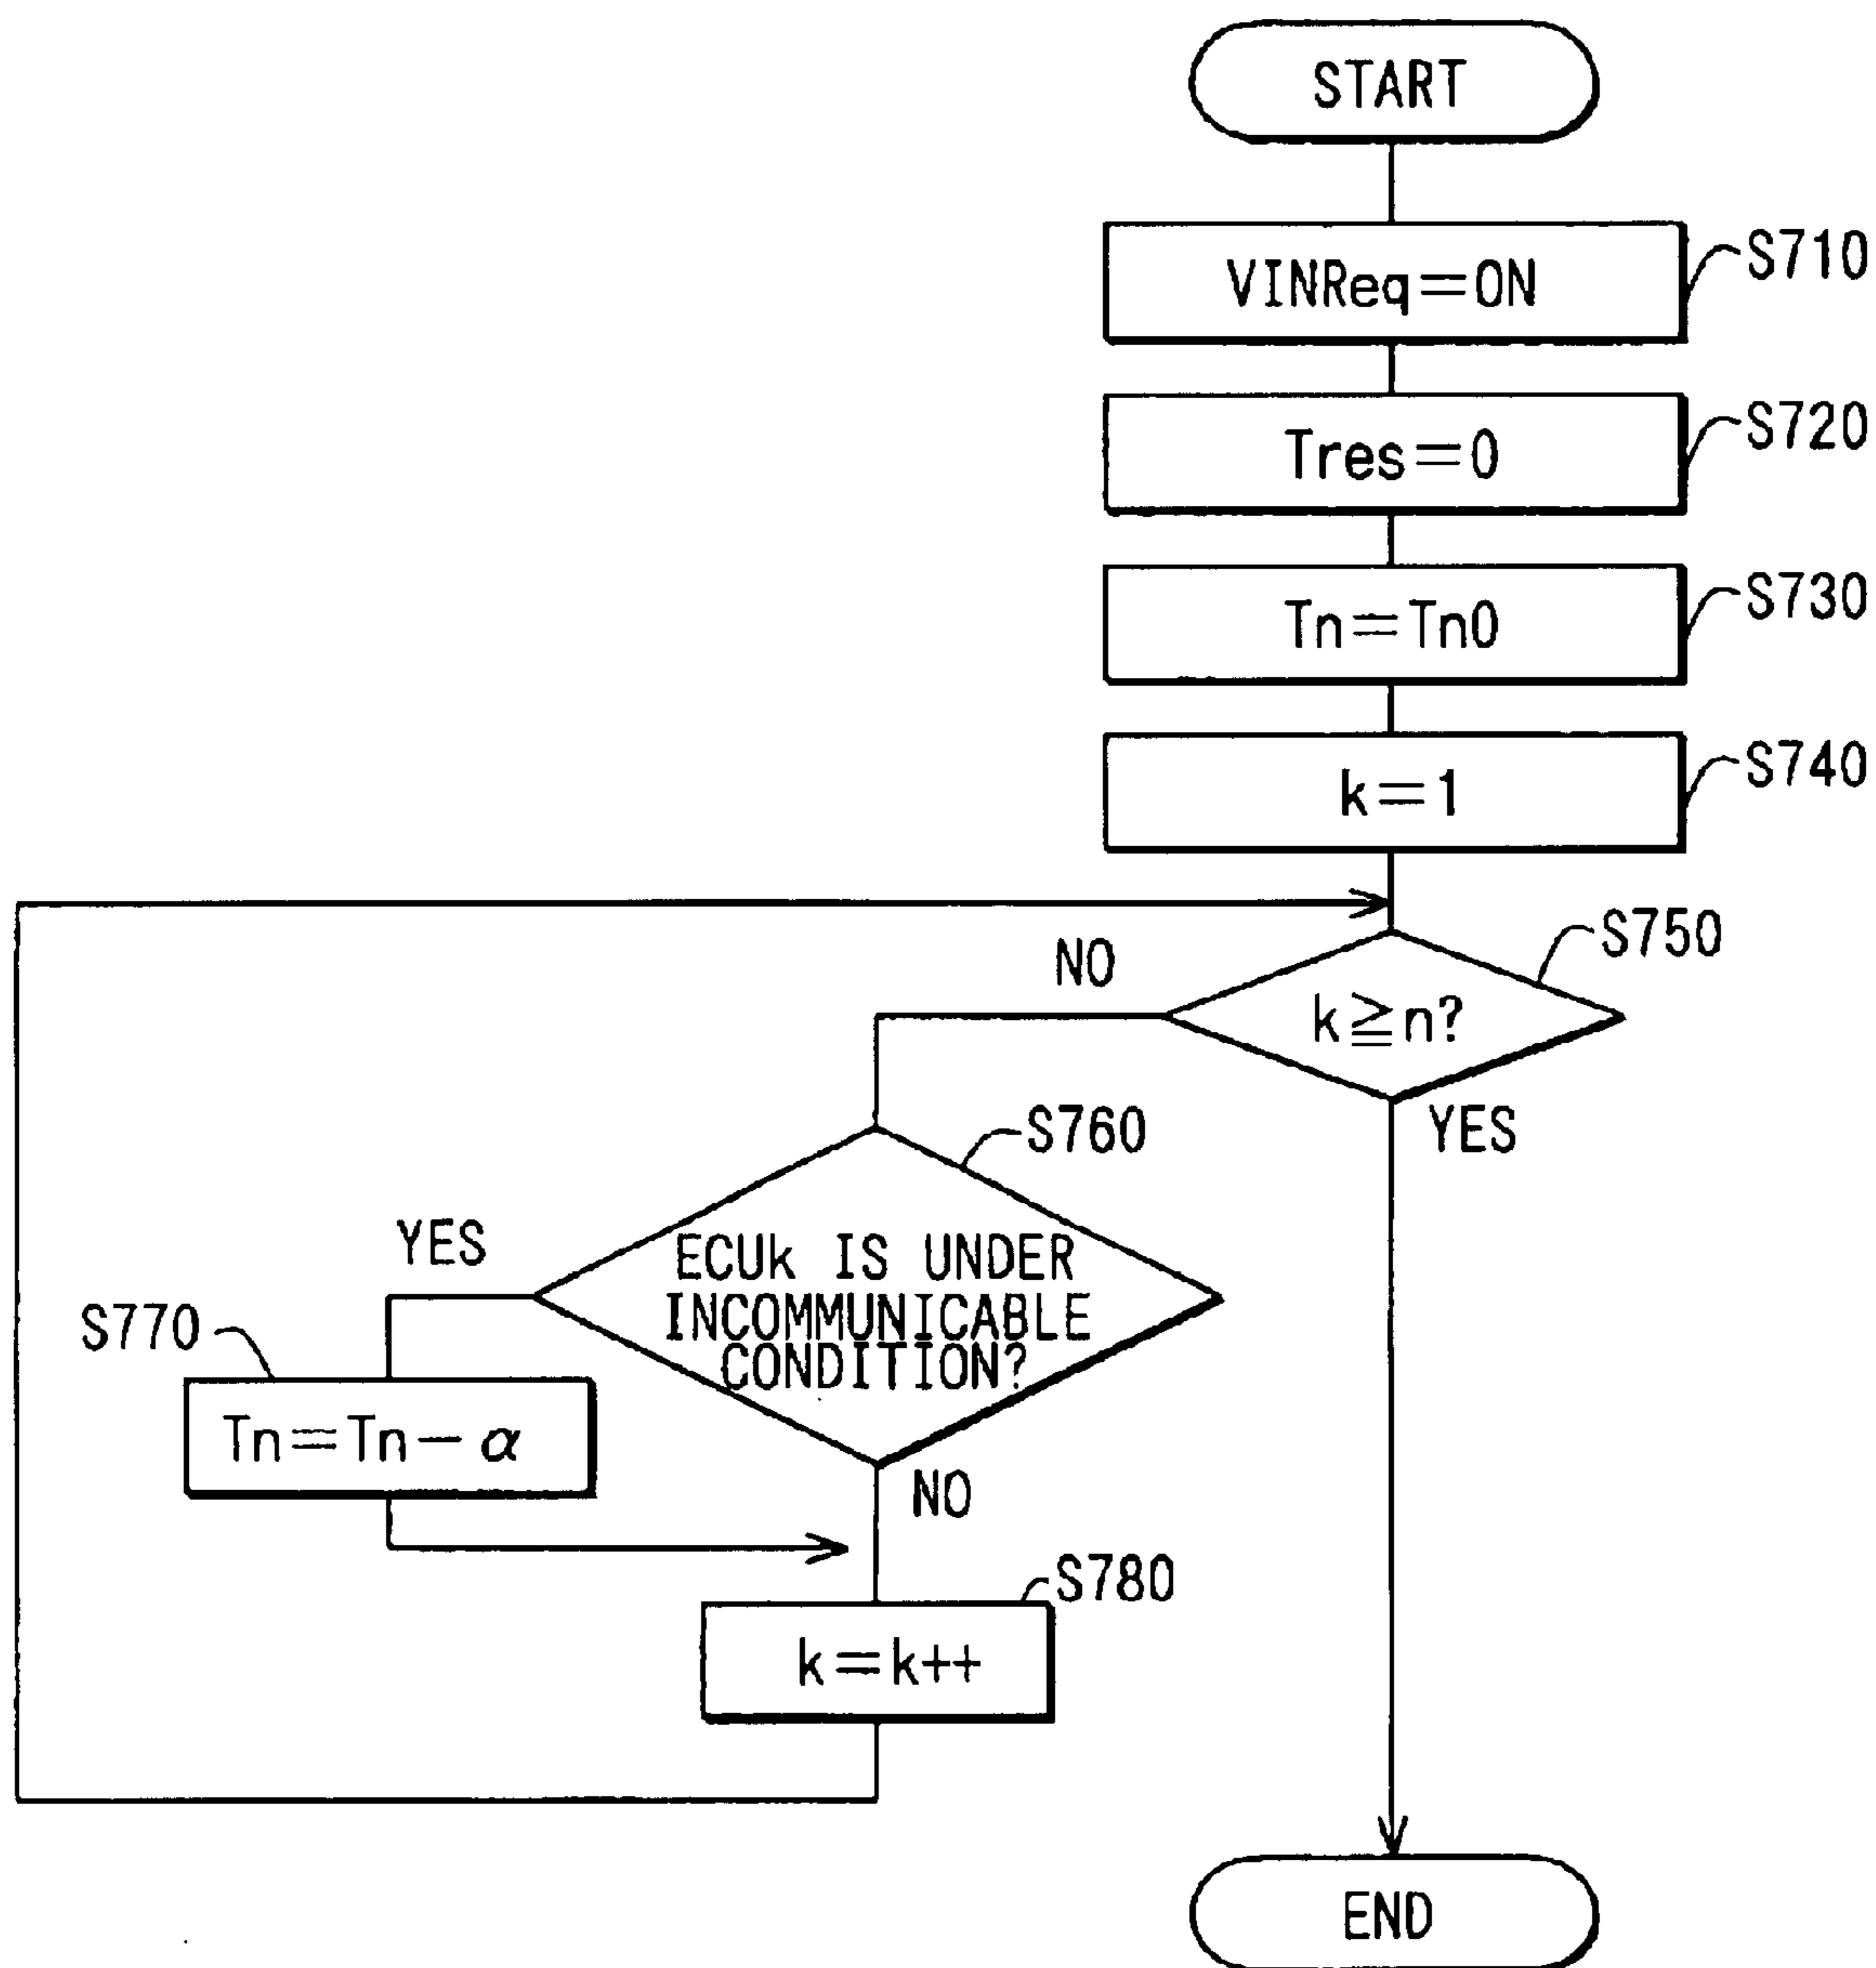 START
VINReq=ON
S710
Tres=0
S720
Tn=Tn0
S730
k=1
S740
NO
S750
k≧n?
YES
S760
YES
ECUk IS UNDER
INCOMMUNICABLE
CONDITION?
S770
Tn=Tn-α
NO
S780
k=k++
END